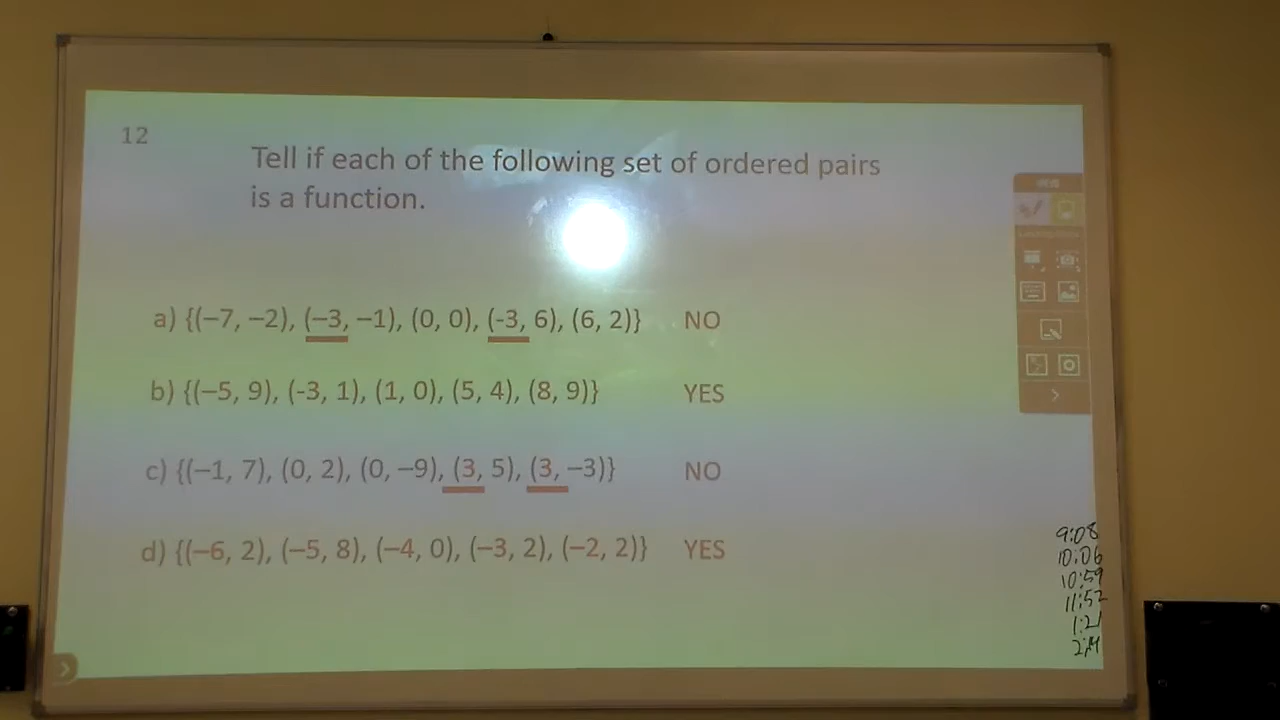 12
Tell if each of the following set of ordered pairs
is a function.
a) {(–7, –2), (–3, –1), (0, 0), (-3, 6), (6, 2)} NO
b) {(–5, 9), (-3, 1), (1, 0), (5, 4), (8, 9)} YES
c) {(–1, 7), (0, 2), (0, –9), (3, 5), (3, –3)} NO
d) {(–6, 2), (–5, 8), (–4, 0), (–3, 2), (–2, 2)} YES
9:08
10:06
10:59
11:52
1:21